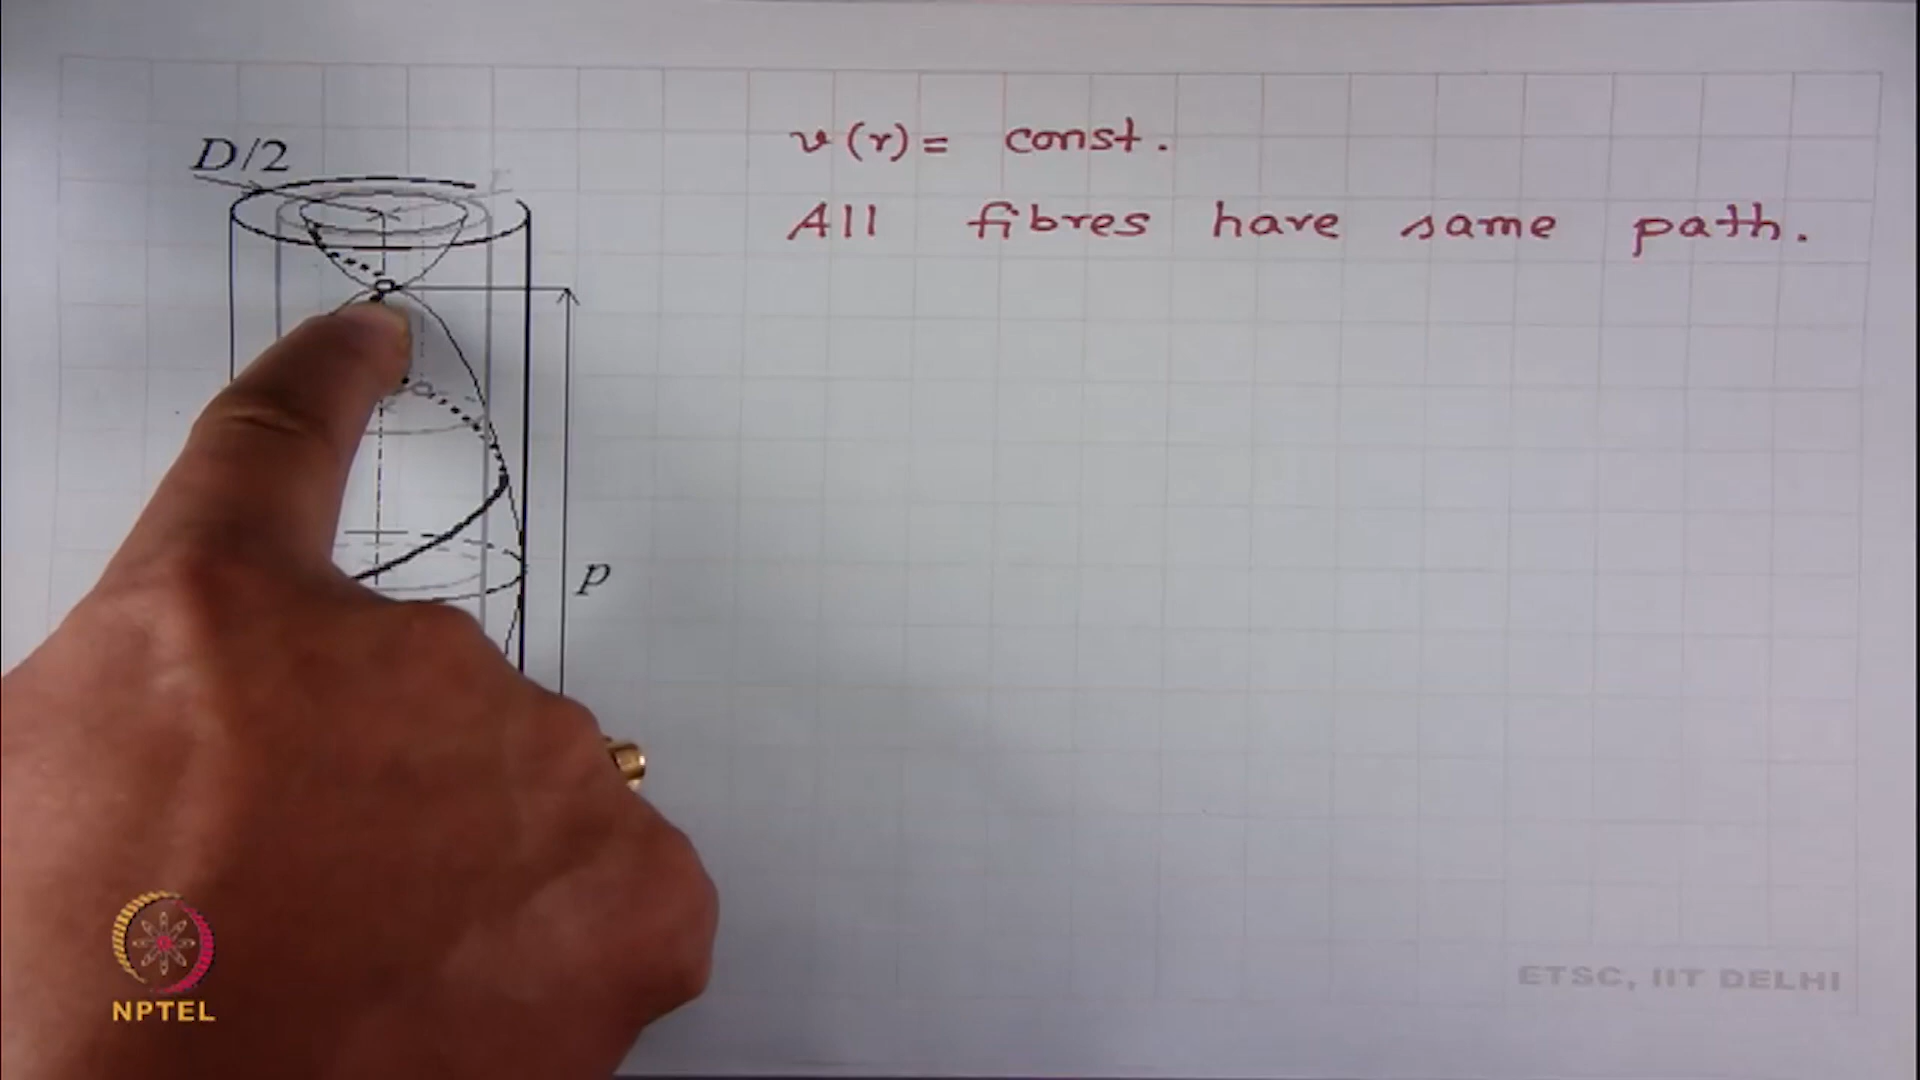 v(r) = const.
All fibres have same path.
D/2
r
p
NPTEL
ETSC, IIT DELHI